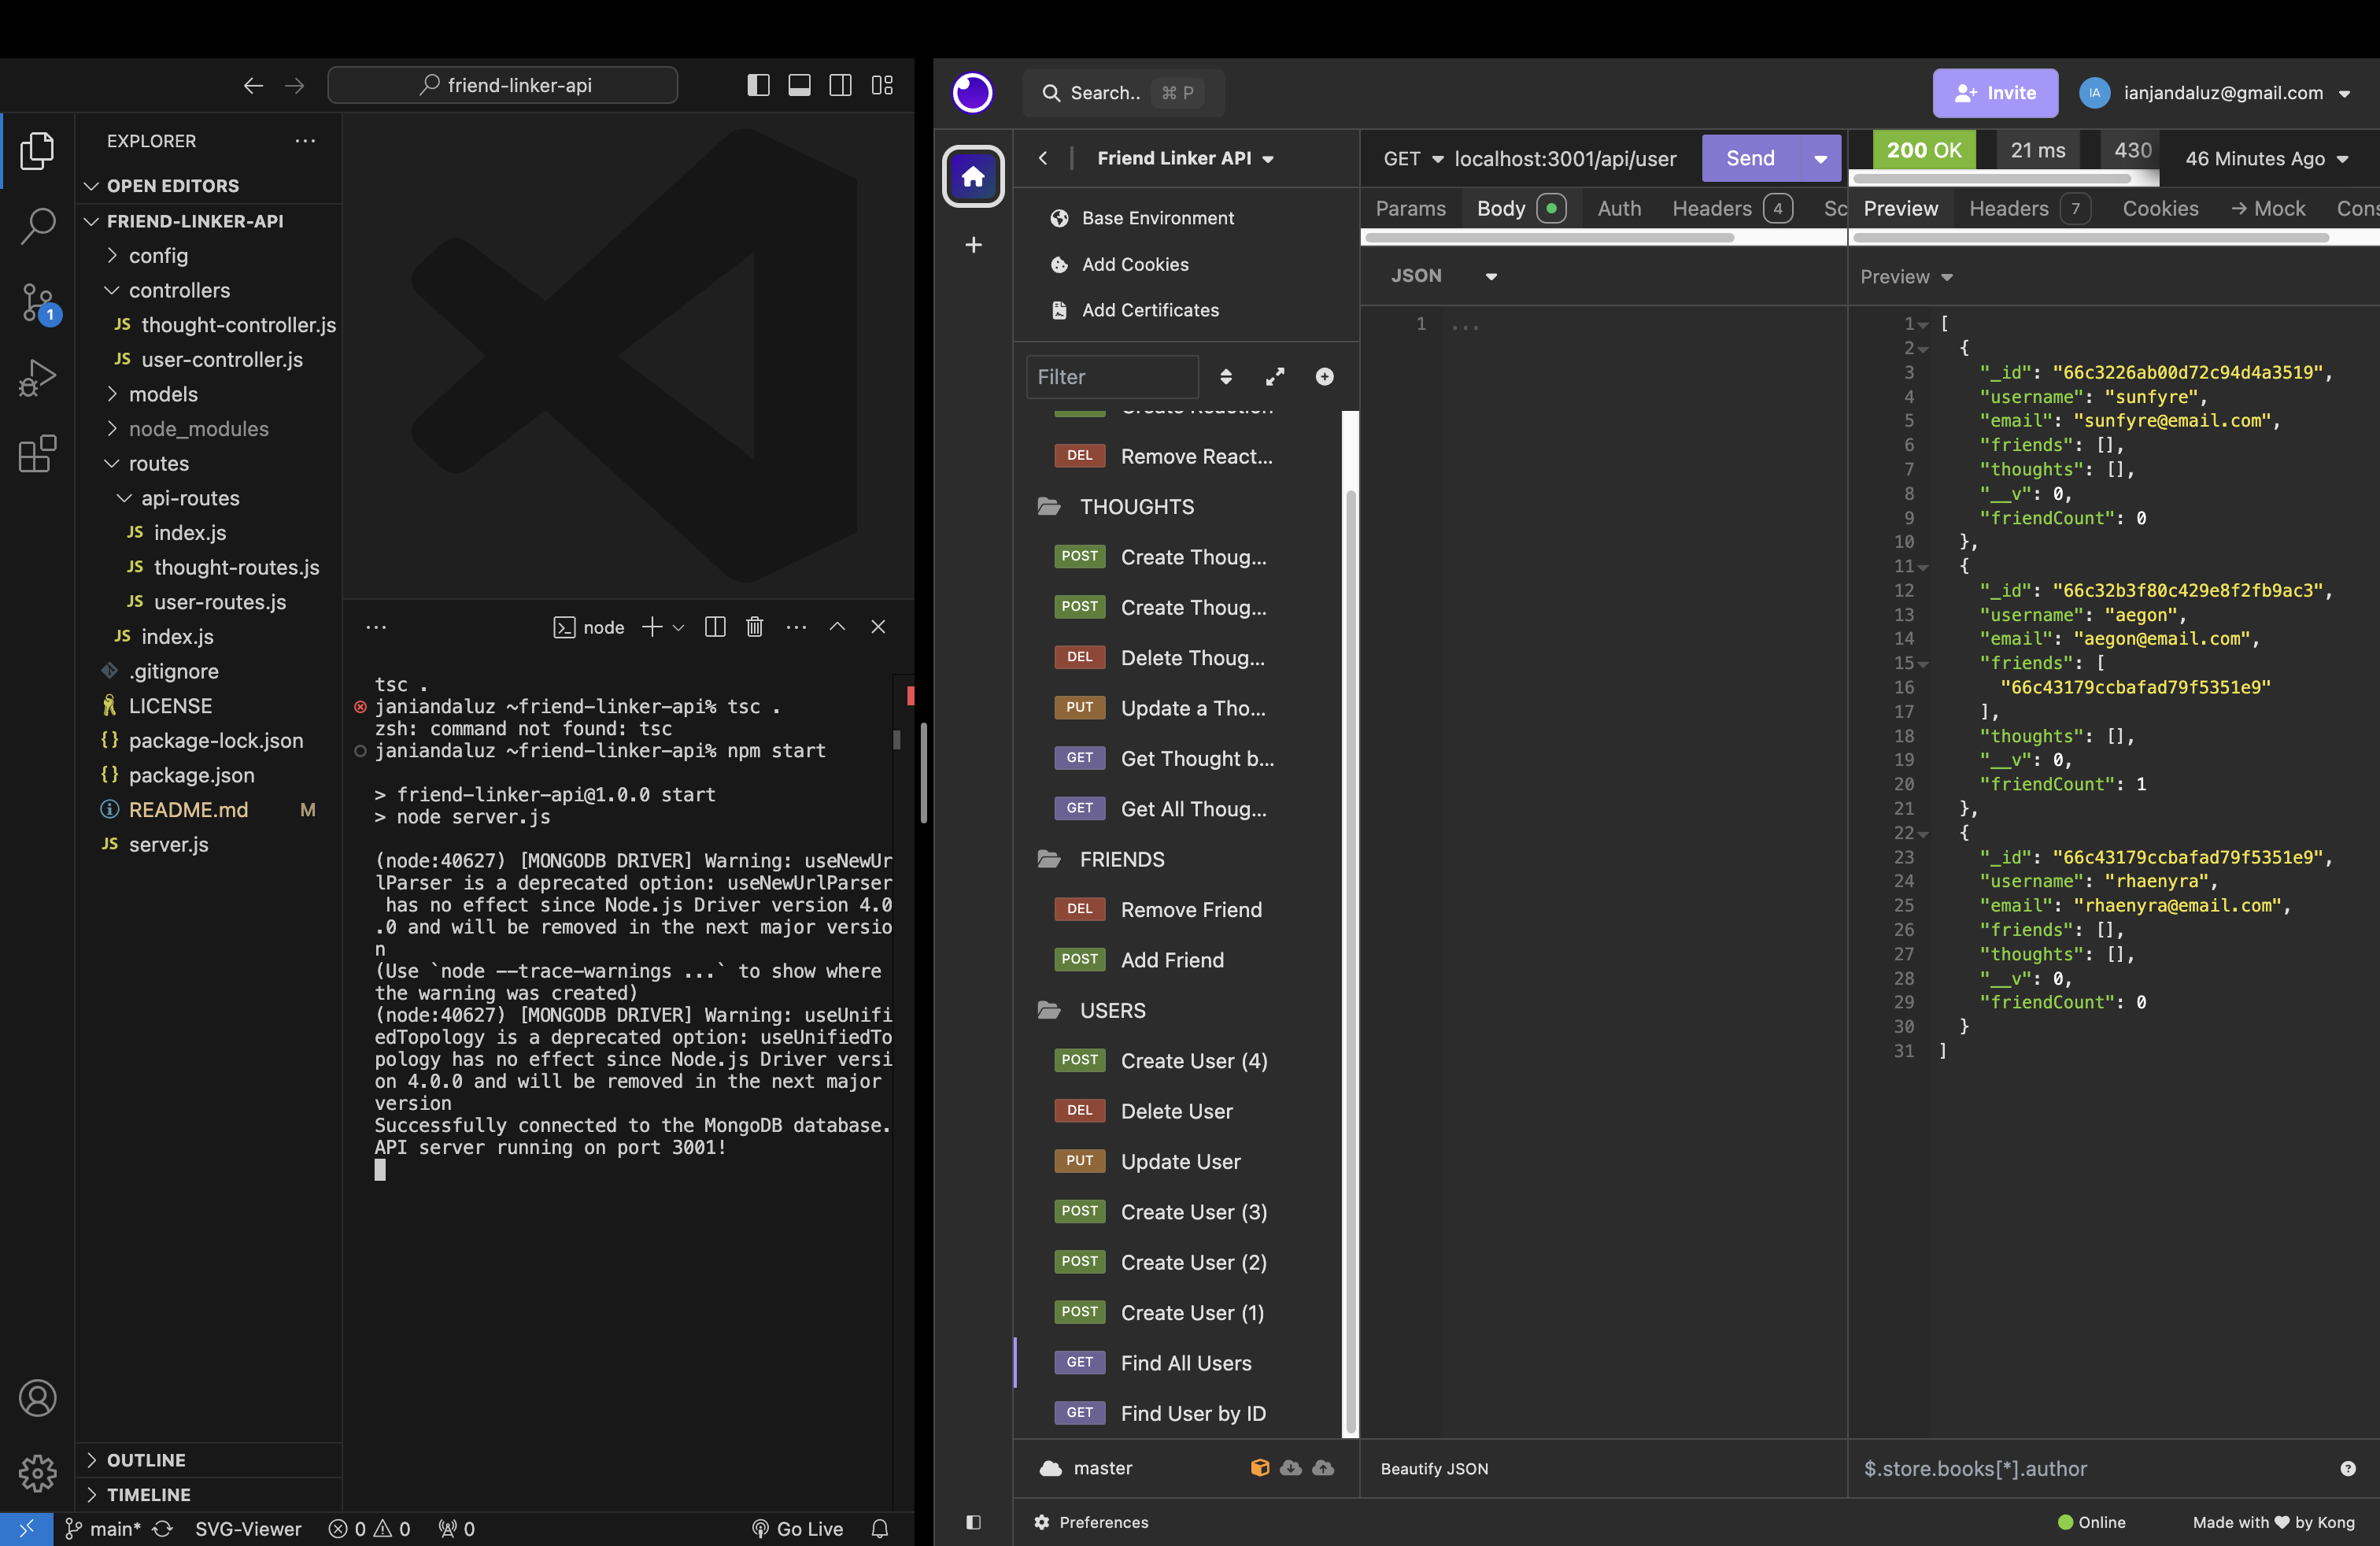 friend-linker-api
EXPLORER
OPEN EDITORS
FRIEND-LINKER-API
config
controllers
JS thought-controller.js
JS user-controller.js
models
node_modules
routes
api-routes
JS index.js
JS thought-routes.js
JS user-routes.js
JS index.js
.gitignore
LICENSE
{} package-lock.json
{} package.json
README.md M
JS server.js
1
OUTLINE
TIMELINE
main* SVG-Viewer 0 0 0 Go Live
node
tsc .
janiandaluz ~friend-linker-api% tsc .
zsh: command not found: tsc
janiandaluz ~friend-linker-api% npm start
> friend-linker-api@1.0.0 start
> node server.js
(node:40627) [MONGODB DRIVER] Warning: useNewUr
lParser is a deprecated option: useNewUrlParser
has no effect since Node.js Driver version 4.0
.0 and will be removed in the next major versio
n
(Use `node --trace-warnings ...` to show where
the warning was created)
(node:40627) [MONGODB DRIVER] Warning: useUnifi
edTopology is a deprecated option: useUnifiedTo
pology has no effect since Node.js Driver versi
on 4.0.0 and will be removed in the next major
version
Successfully connected to the MongoDB database.
API server running on port 3001!
Search.. ⌘ P
Invite
IA ianjandaluz@gmail.com
Friend Linker API
Base Environment
Add Cookies
Add Certificates
Filter
Create Reaction
DEL Remove React...
THOUGHTS
POST Create Thoug...
POST Create Thoug...
DEL Delete Thoug...
PUT Update a Tho...
GET Get Thought b...
GET Get All Thoug...
FRIENDS
DEL Remove Friend
POST Add Friend
USERS
POST Create User (4)
DEL Delete User
PUT Update User
POST Create User (3)
POST Create User (2)
POST Create User (1)
GET Find All Users
GET Find User by ID
master
Preferences
GET localhost:3001/api/user Send
Params Body Auth Headers 4 Sc
JSON
1 ...
Beautify JSON
200 OK 21 ms 430 46 Minutes Ago
Preview Headers 7 Cookies → Mock Cons
Preview
1 [
2 {
3 "_id": "66c3226ab00d72c94d4a3519",
4 "username": "sunfyre",
5 "email": "sunfyre@email.com",
6 "friends": [],
7 "thoughts": [],
8 "__v": 0,
9 "friendCount": 0
10 },
11 {
12 "_id": "66c32b3f80c429e8f2fb9ac3",
13 "username": "aegon",
14 "email": "aegon@email.com",
15 "friends": [
16 "66c43179ccbafad79f5351e9"
17 ],
18 "thoughts": [],
19 "__v": 0,
20 "friendCount": 1
21 },
22 {
23 "_id": "66c43179ccbafad79f5351e9",
24 "username": "rhaenyra",
25 "email": "rhaenyra@email.com",
26 "friends": [],
27 "thoughts": [],
28 "__v": 0,
29 "friendCount": 0
30 }
31 ]
$.store.books[*].author
Online Made with ♥ by Kong